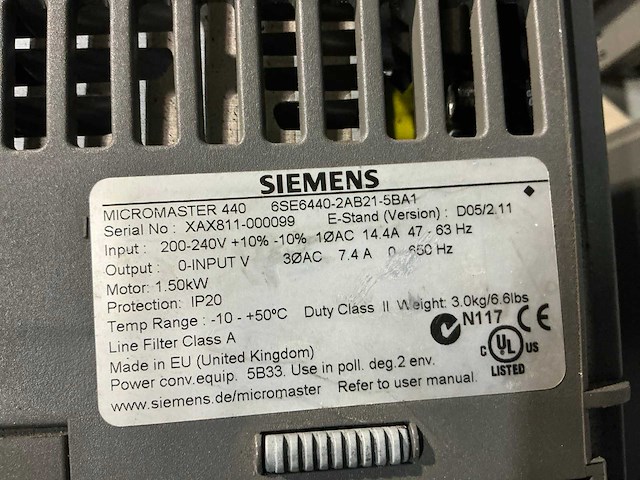 SIEMENS
MICROMASTER 440 6SE6440-2AB21-5BA1
Serial No : XAX811-000099 E-Stand (Version) : D05/2.11
Input : 200-240V +10% -10% 1ØAC 14.4A 47 - 63 Hz
Output : 0-INPUT V 3ØAC 7.4 A 0 - 650 Hz
Motor: 1.50kW
Protection: IP20
Temp Range : -10 - +50°C Duty Class II Weight: 3.0kg/6.6lbs
Line Filter Class A
N117 CE
Made in EU (United Kingdom)
C UL US
LISTED
Power conv.equip. 5B33. Use in poll. deg.2 env.
www.siemens.de/micromaster Refer to user manual.